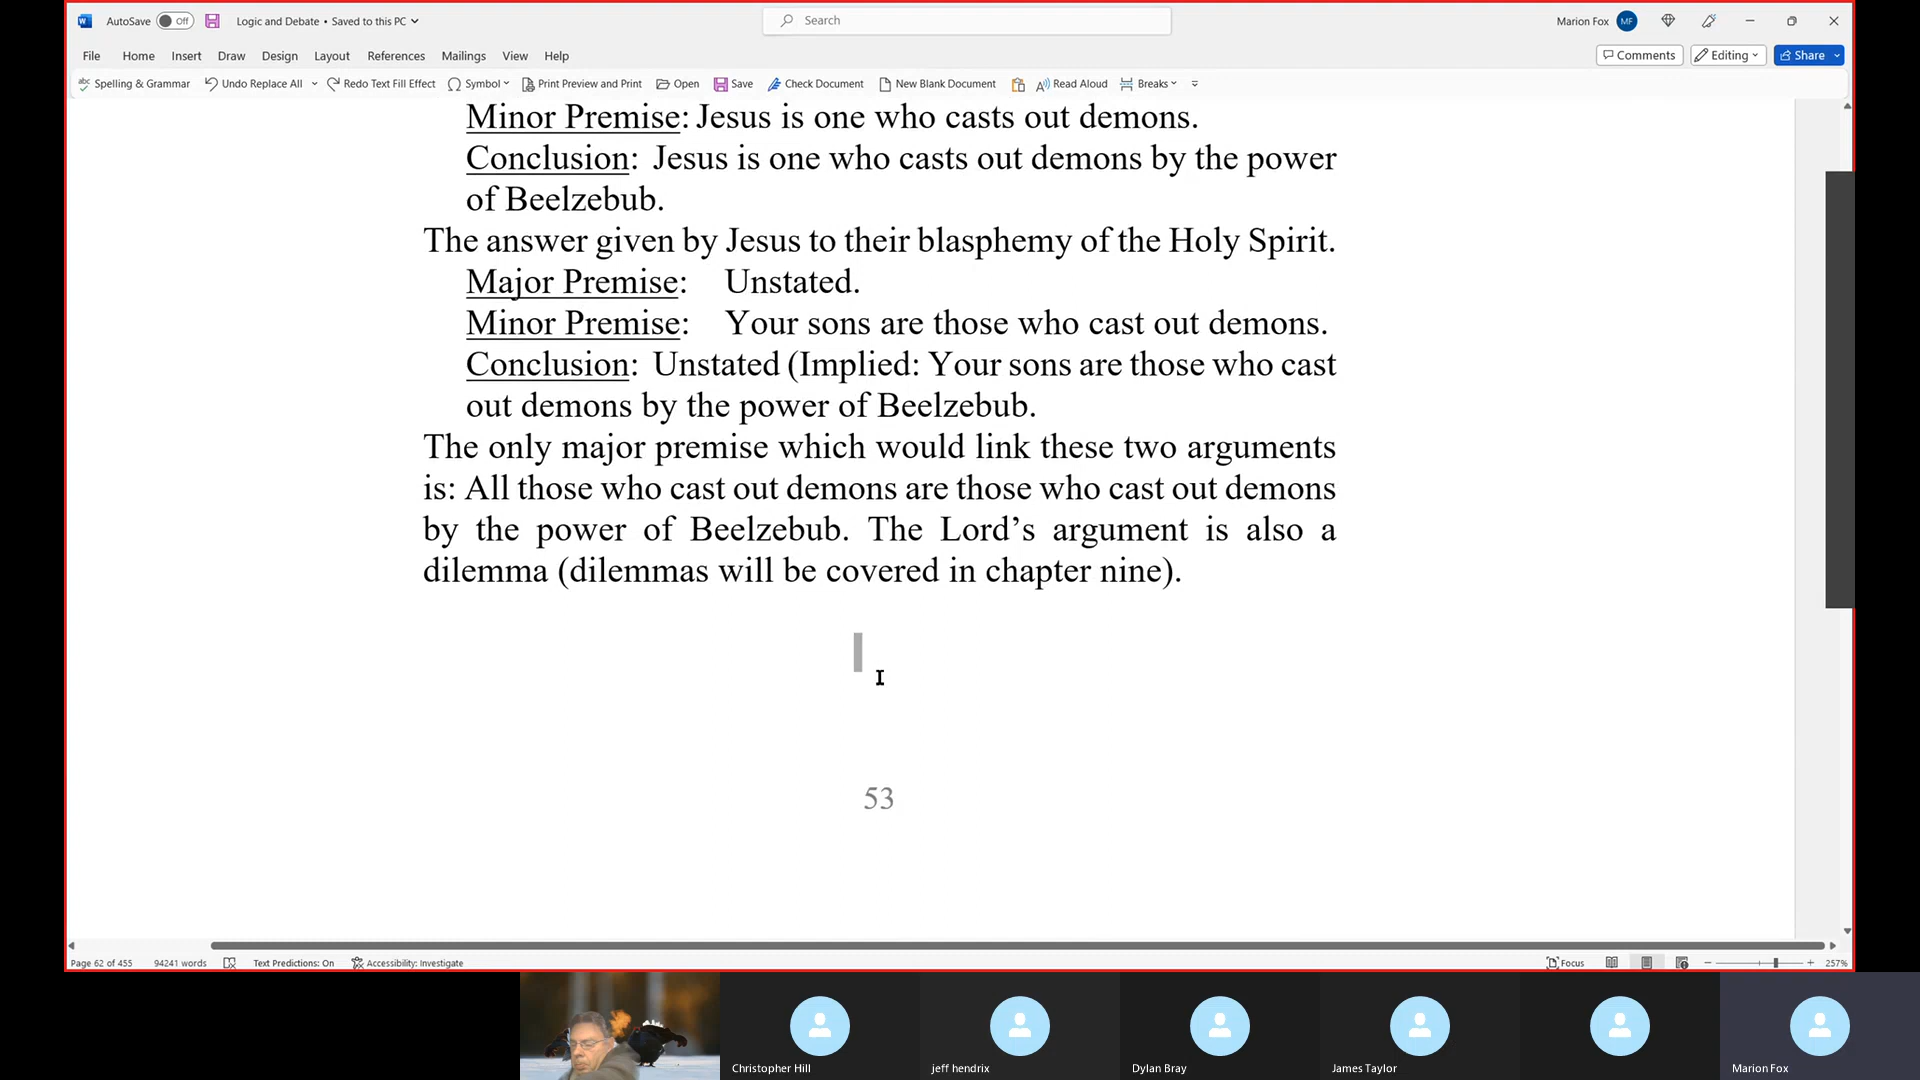 AutoSave Off Logic and Debate • Saved to this PC Search Marion Fox MF
File Home Insert Draw Design Layout References Mailings View Help Comments Editing Share
Spelling & Grammar Undo Replace All Redo Text Fill Effect Symbol Print Preview and Print Open Save Check Document New Blank Document Read Aloud Breaks
Minor Premise: Jesus is one who casts out demons.
Conclusion: Jesus is one who casts out demons by the power
of Beelzebub.
The answer given by Jesus to their blasphemy of the Holy Spirit.
Major Premise: Unstated.
Minor Premise: Your sons are those who cast out demons.
Conclusion: Unstated (Implied: Your sons are those who cast
out demons by the power of Beelzebub.
The only major premise which would link these two arguments
is: All those who cast out demons are those who cast out demons
by the power of Beelzebub. The Lord’s argument is also a
dilemma (dilemmas will be covered in chapter nine).
53
Page 62 of 455 94241 words Text Predictions: On Accessibility: Investigate Focus 257%
Christopher Hill jeff hendrix Dylan Bray James Taylor Marion Fox